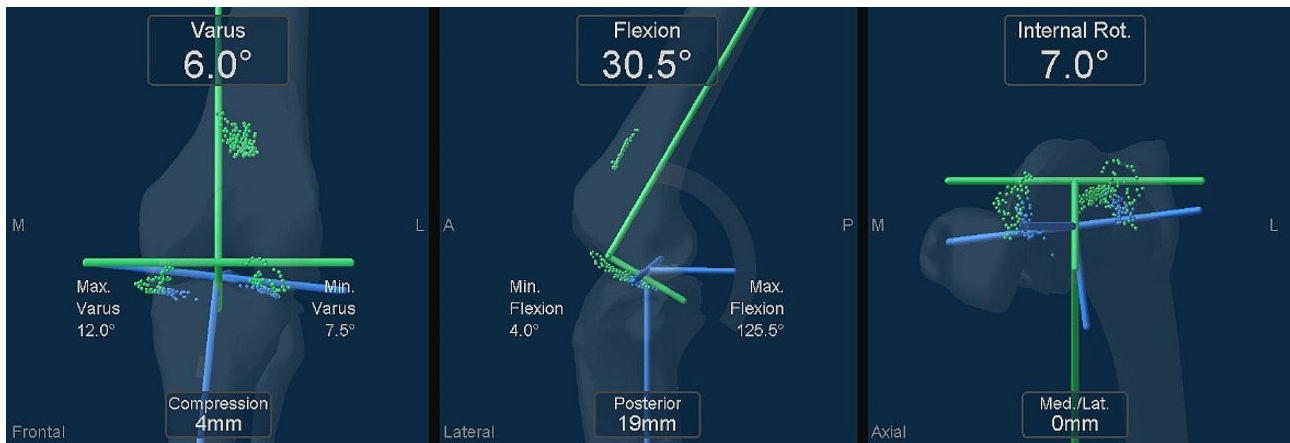 Varus
6.0°
M
L
Max.
Varus
12.0°
Min.
Varus
7.5°
Compression
4mm
Frontal
Flexion
30.5°
A
P
Min.
Flexion
4.0°
Max.
Flexion
125.5°
Posterior
19mm
Lateral
Internal Rot.
7.0°
M
L
Med./Lat.
0mm
Axial